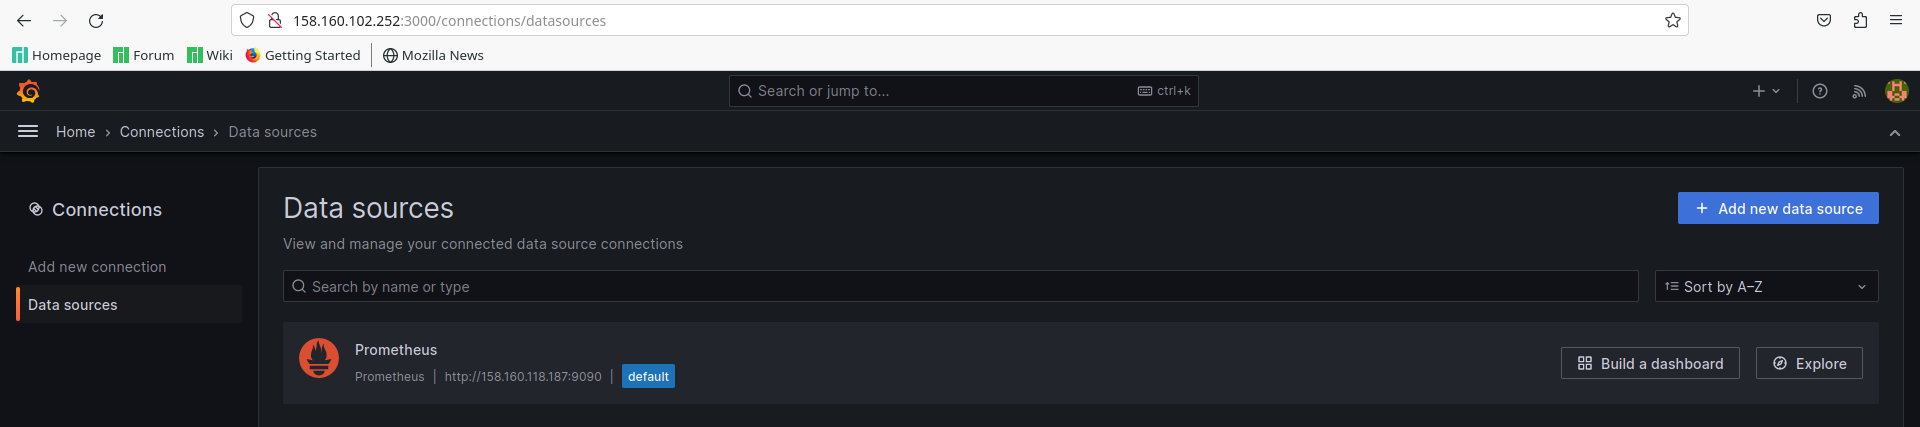 158.160.102.252:3000/connections/datasources
Homepage Forum Wiki Getting Started Mozilla News
Search or jump to... ctrl+k
Home › Connections › Data sources
Connections
Add new connection
Data sources
Data sources
+ Add new data source
View and manage your connected data source connections
Search by name or type
Sort by A–Z
Prometheus
Prometheus | http://158.160.118.187:9090 | default
Build a dashboard
Explore